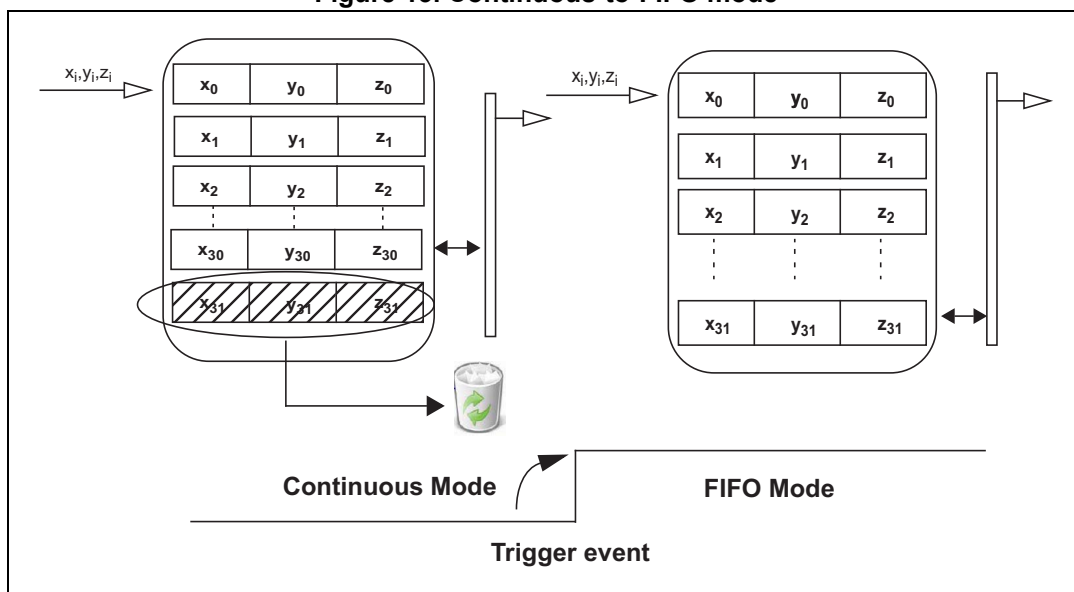 Continuous-to-FIFO mode
xᵢ,yᵢ,zᵢ
x₀ y₀ z₀
x₁ y₁ z₁
x₂ y₂ z₂
x₃₀ y₃₀ z₃₀
x₃₁ y₃₁ z₃₁
xᵢ,yᵢ,zᵢ
x₀ y₀ z₀
x₁ y₁ z₁
x₂ y₂ z₂
x₃₁ y₃₁ z₃₁
Continuous Mode
FIFO Mode
Trigger event